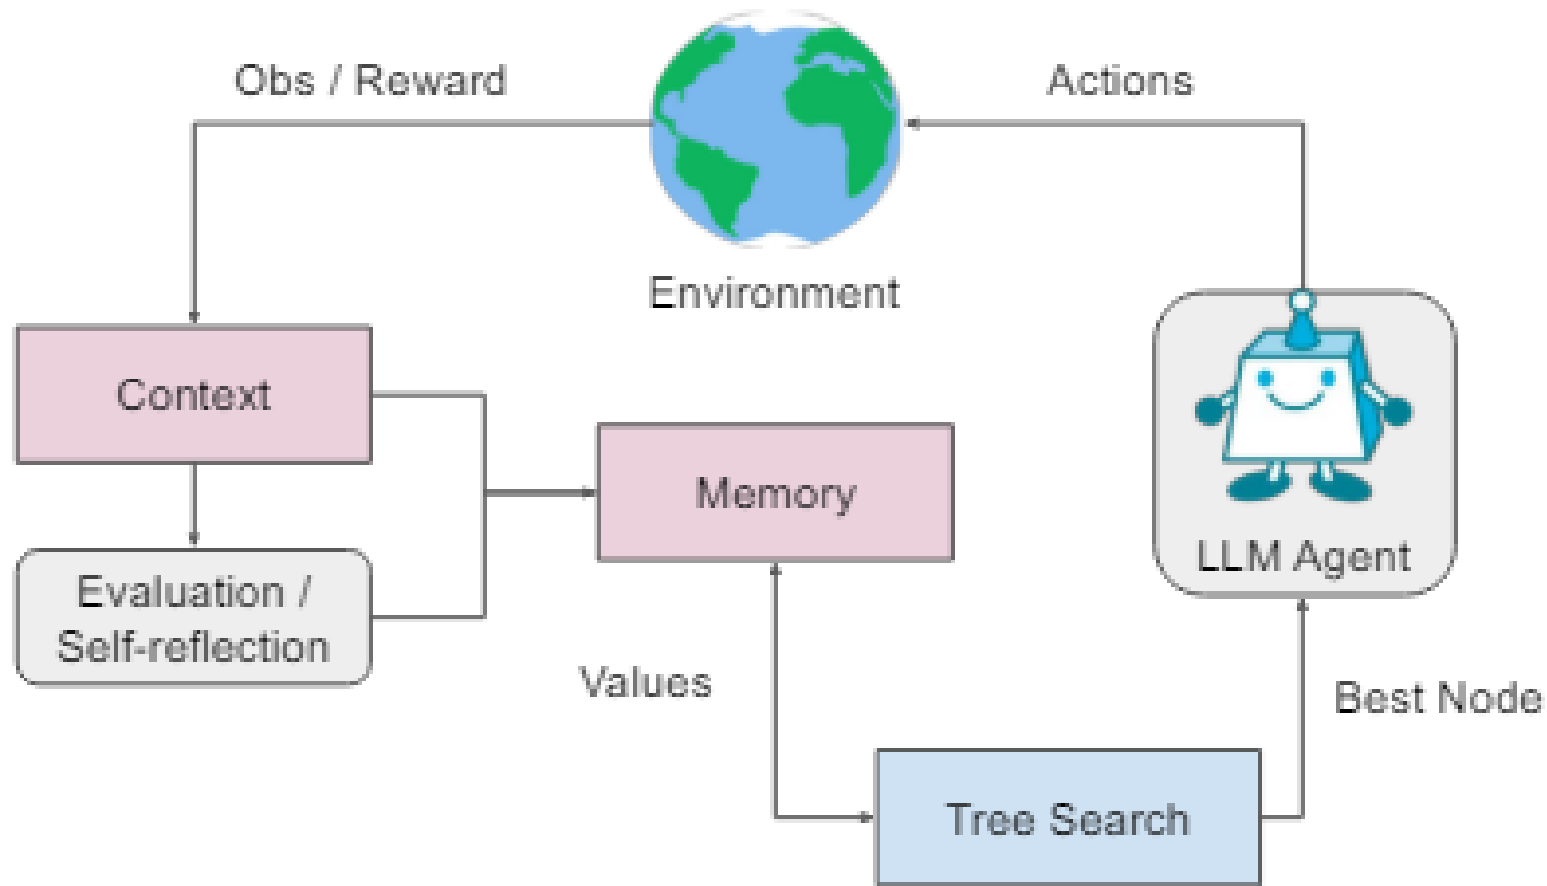 Obs / Reward
Actions
Environment
Context
Memory
LLM Agent
Evaluation /
Self-reflection
Values
Best Node
Tree Search